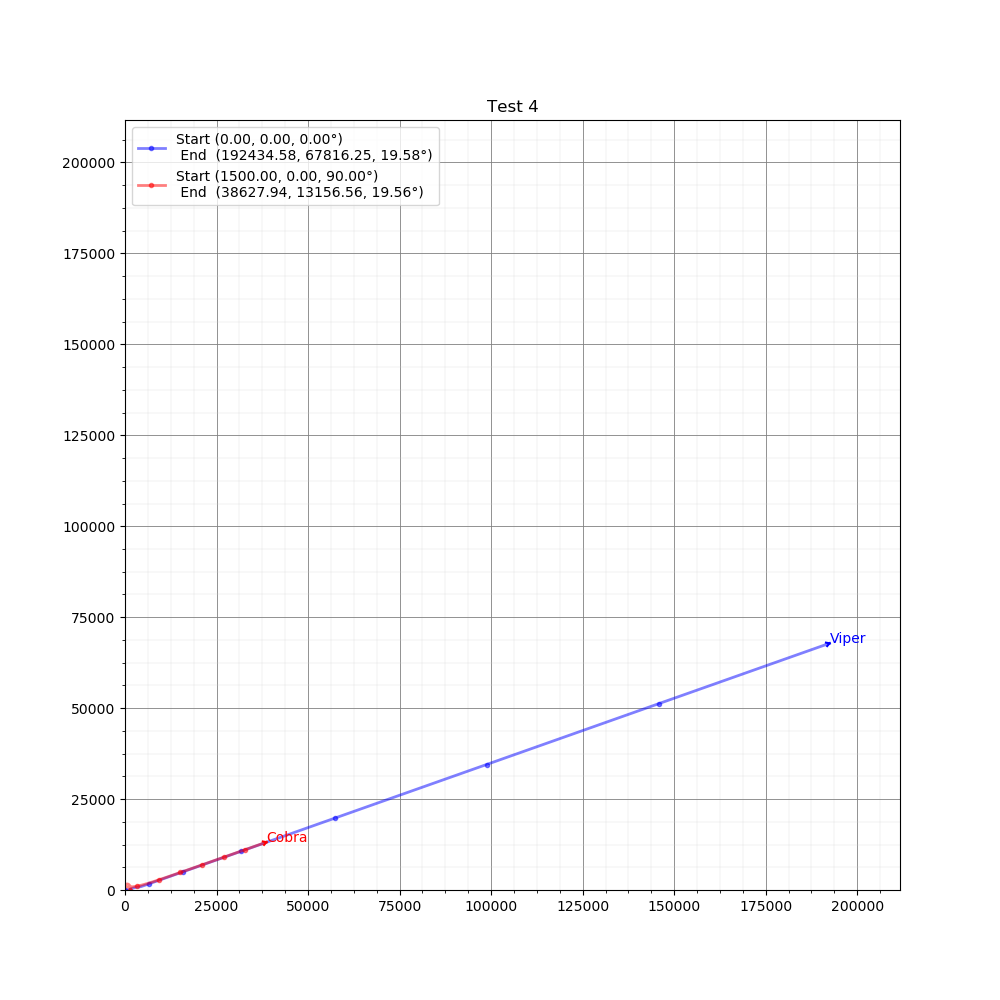 Test 4
Start (0.00, 0.00, 0.00°)
End (192434.58, 67816.25, 19.58°)
Start (1500.00, 0.00, 90.00°)
End (38627.94, 13156.56, 19.56°)
200000
175000
150000
125000
100000
75000
Viper
50000
25000
Cobra
0
0 25000 50000 75000 100000 125000 150000 175000 200000